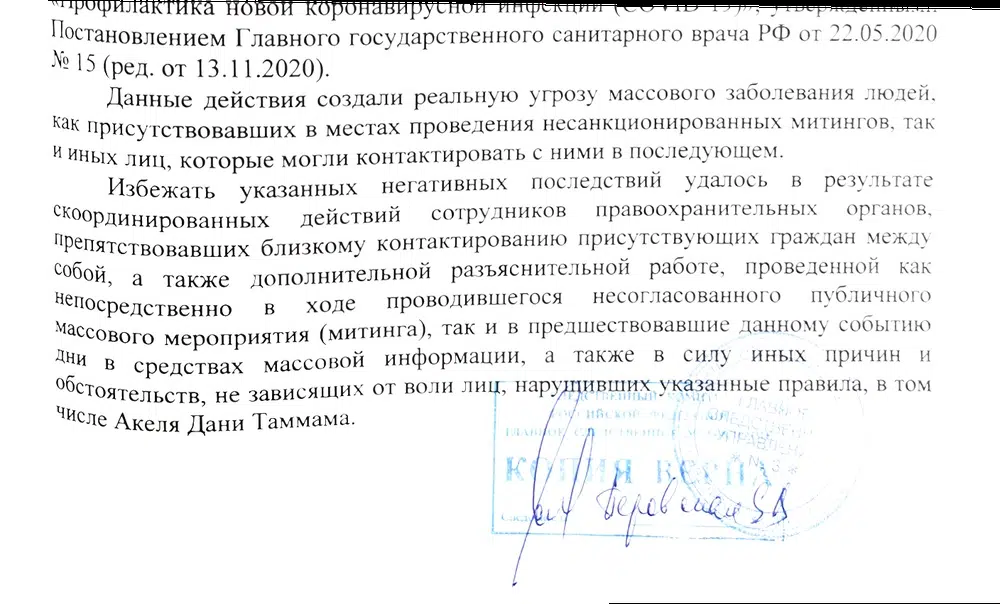 «Профилактика новой коронавирусной инфекции (COVID-19)», утвержденных
Постановлением Главного государственного санитарного врача РФ от 22.05.2020
№ 15 (ред. от 13.11.2020).
Данные действия создали реальную угрозу массового заболевания людей,
как присутствовавших в местах проведения несанкционированных митингов, так
и иных лиц, которые могли контактировать с ними в последующем.
Избежать указанных негативных последствий удалось в результате
скоординированных действий сотрудников правоохранительных органов,
препятствовавших близкому контактированию присутствующих граждан между
собой, а также дополнительной разъяснительной работе, проведенной как
непосредственно в ходе проводившегося несогласованного публичного
массового мероприятия (митинга), так и в предшествовавшие данному событию
дни в средствах массовой информации, а также в силу иных причин и
обстоятельств, не зависящих от воли лиц, нарушивших указанные правила, в том
числе Акеля Дани Таммама.
КОПИЯ ВЕРНА